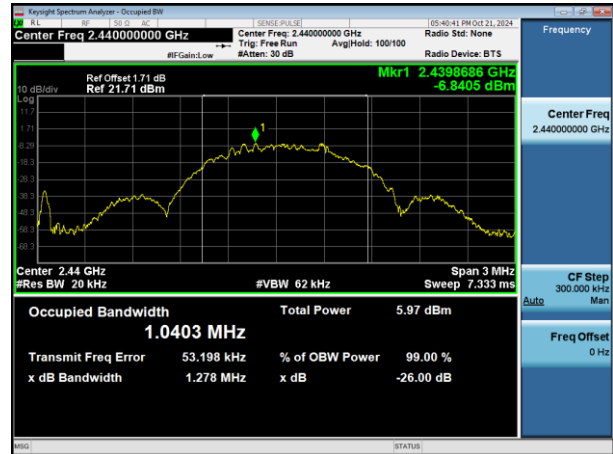 Keysight Spectrum Analyzer - Occupied BW
RL RF 50 Ω AC SENSE:PULSE 05:40:41 PM Oct 21, 2024
Center Freq 2.440000000 GHz Center Freq: 2.440000000 GHz Radio Std: None Frequency
Trig: Free Run Avg|Hold: 100/100
#IFGain:Low #Atten: 30 dB Radio Device: BTS
Ref Offset 1.71 dB Mkr1 2.4398686 GHz
10 dB/div Ref 21.71 dBm -6.8405 dBm
Log
11.7
1.71
-8.29
-18.3
-28.3
-38.3
-48.3
-58.3
-68.3
1
Center Freq
2.440000000 GHz
Center 2.44 GHz Span 3 MHz
#Res BW 20 kHz #VBW 62 kHz Sweep 7.333 ms
CF Step
300.000 kHz
Auto Man
Occupied Bandwidth Total Power 5.97 dBm
1.0403 MHz
Freq Offset
0 Hz
Transmit Freq Error 53.198 kHz % of OBW Power 99.00 %
x dB Bandwidth 1.278 MHz x dB -26.00 dB
MSG STATUS